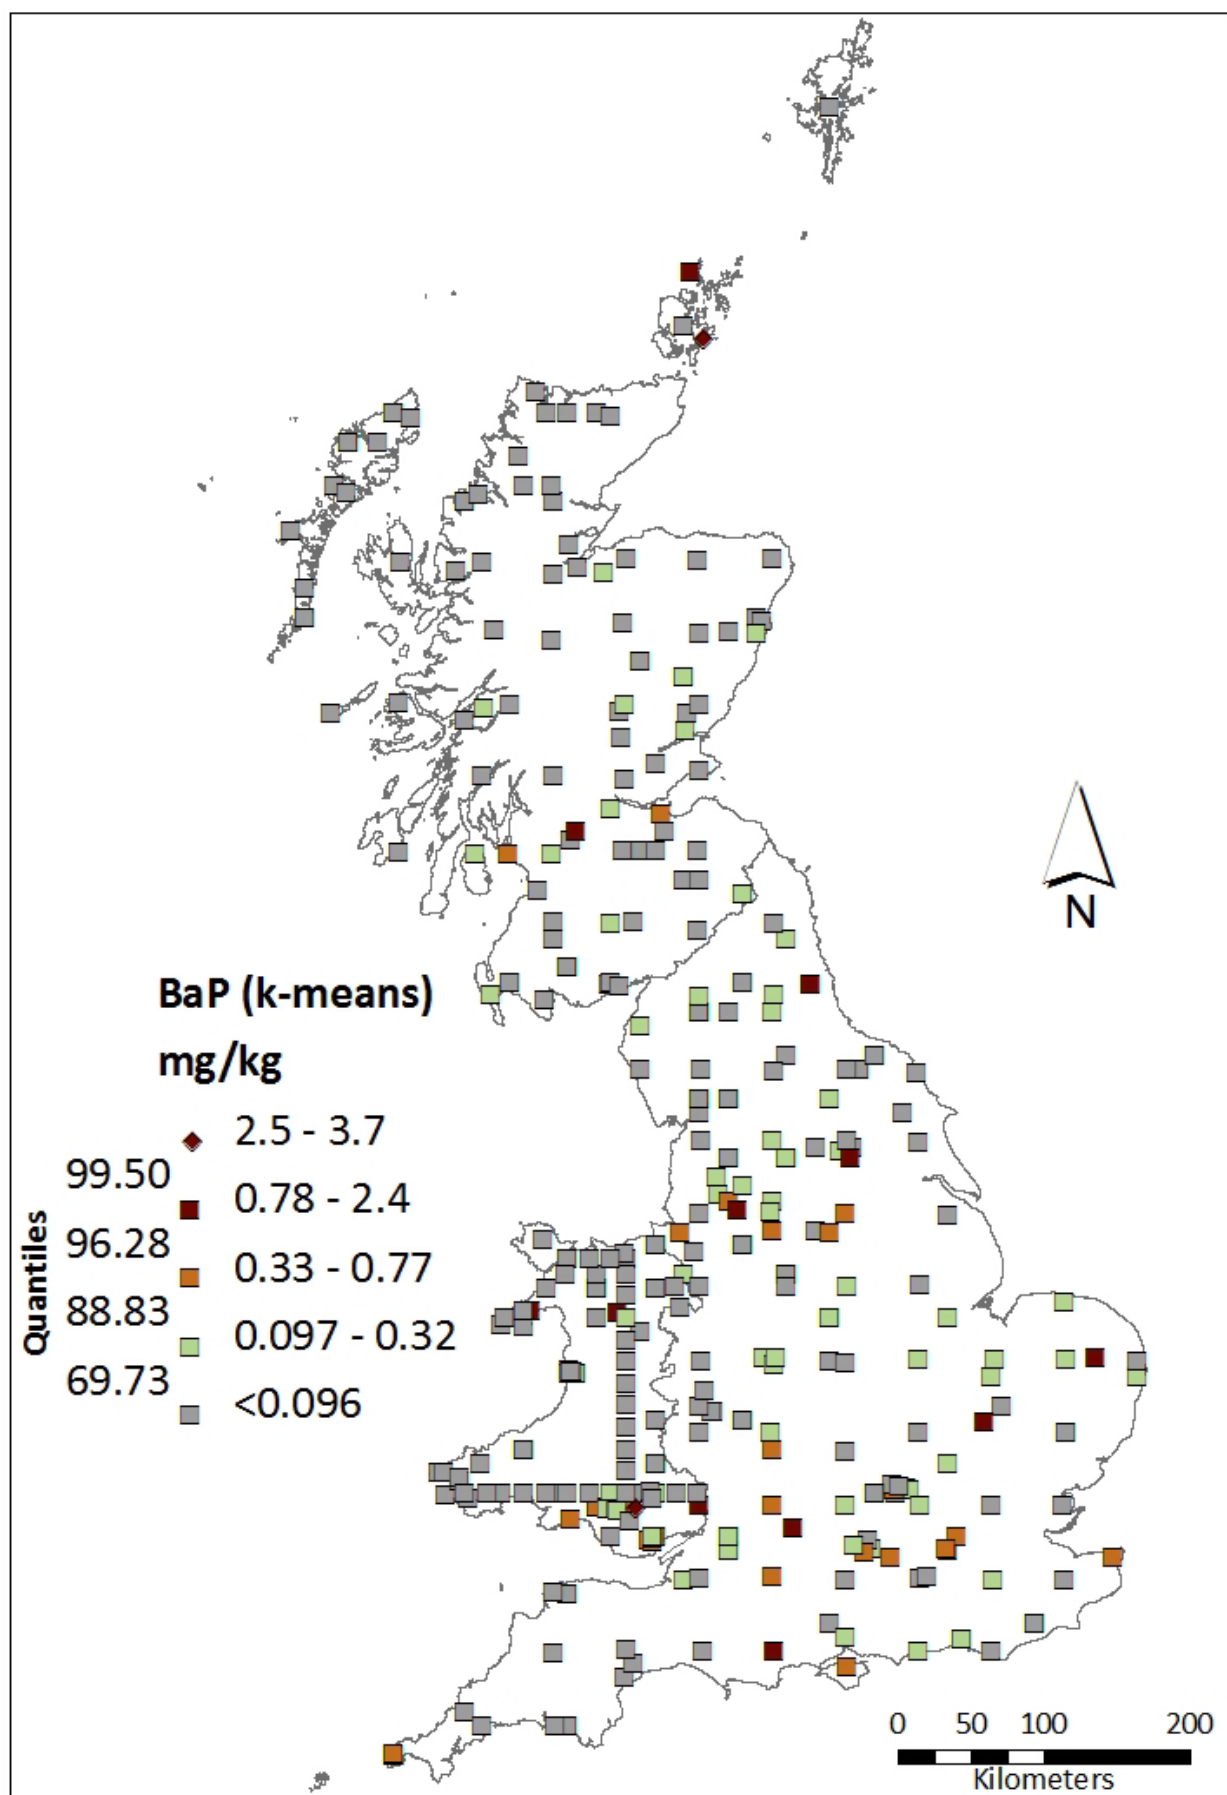 N
BaP (k-means)
mg/kg
2.5 - 3.7
99.50
0.78 - 2.4
96.28
0.33 - 0.77
88.83
0.097 - 0.32
69.73
<0.096
Quantiles
0 50 100 200
Kilometers